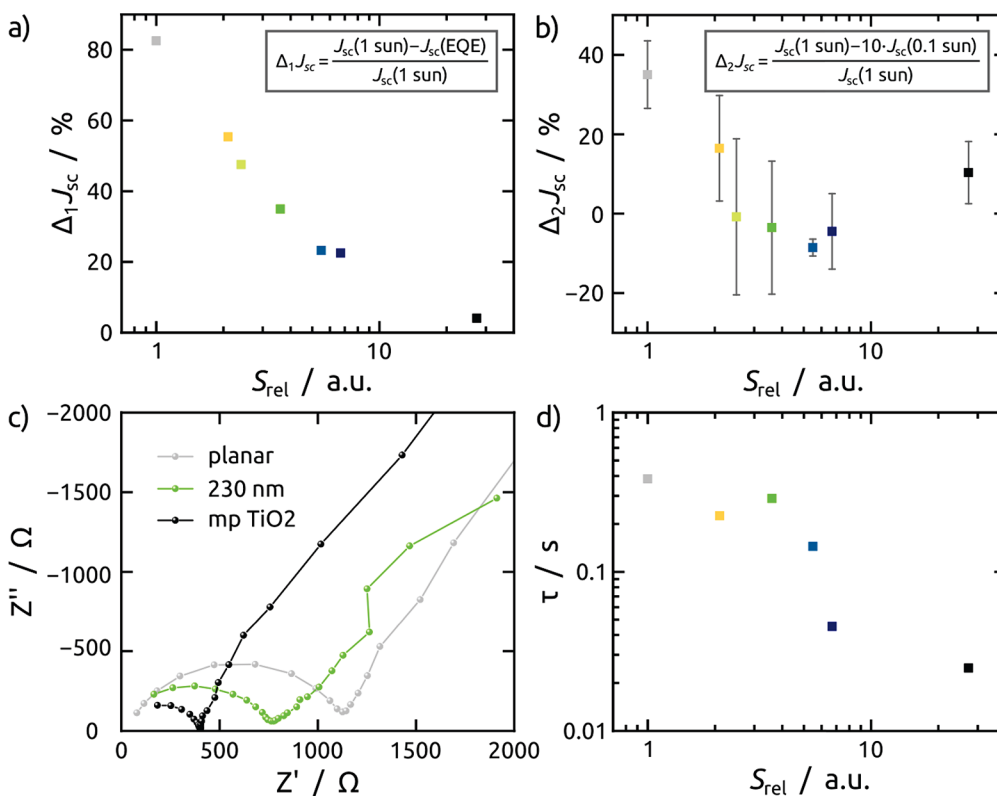 a)
Δ₁Jsc = Jsc(1 sun)−Jsc(EQE) / Jsc(1 sun)
80
60
40
20
0
Δ₁Jsc / %
1
10
Srel / a.u.
b)
Δ₂Jsc = Jsc(1 sun)−10·Jsc(0.1 sun) / Jsc(1 sun)
40
20
0
−20
Δ₂Jsc / %
1
10
Srel / a.u.
c)
-2000
-1500
-1000
-500
0
Z'' / Ω
planar
230 nm
mp TiO2
0
500
1000
1500
2000
Z' / Ω
d)
1
0.1
0.01
τ / s
1
10
Srel / a.u.